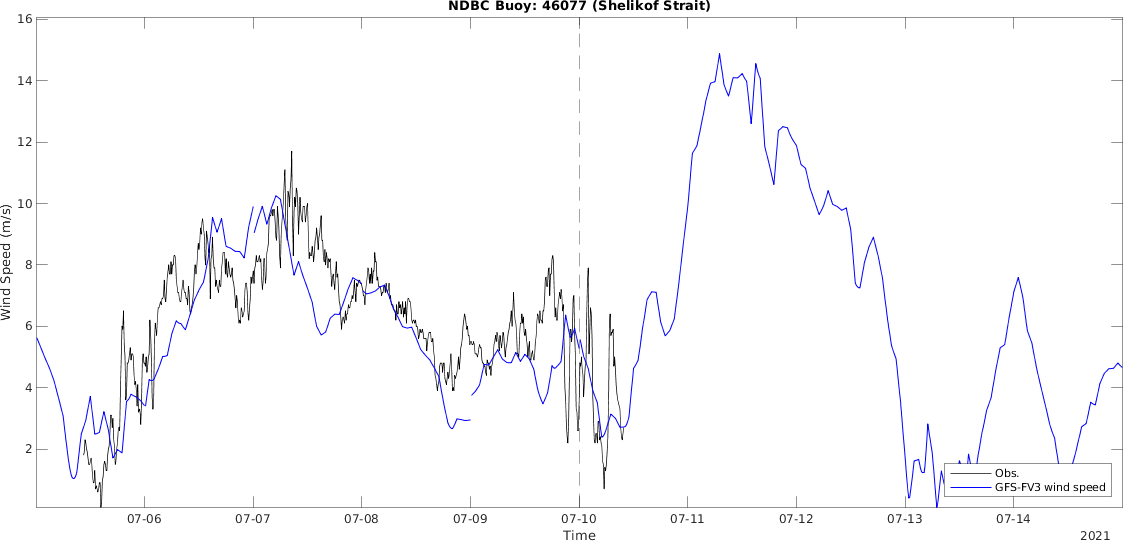 NDBC Buoy: 46077 (Shelikof Strait)
16
14
12
10
8
6
4
2
Wind Speed (m/s)
Obs.
GFS-FV3 wind speed
07-06 07-07 07-08 07-09 07-10 07-11 07-12 07-13 07-14
Time
2021